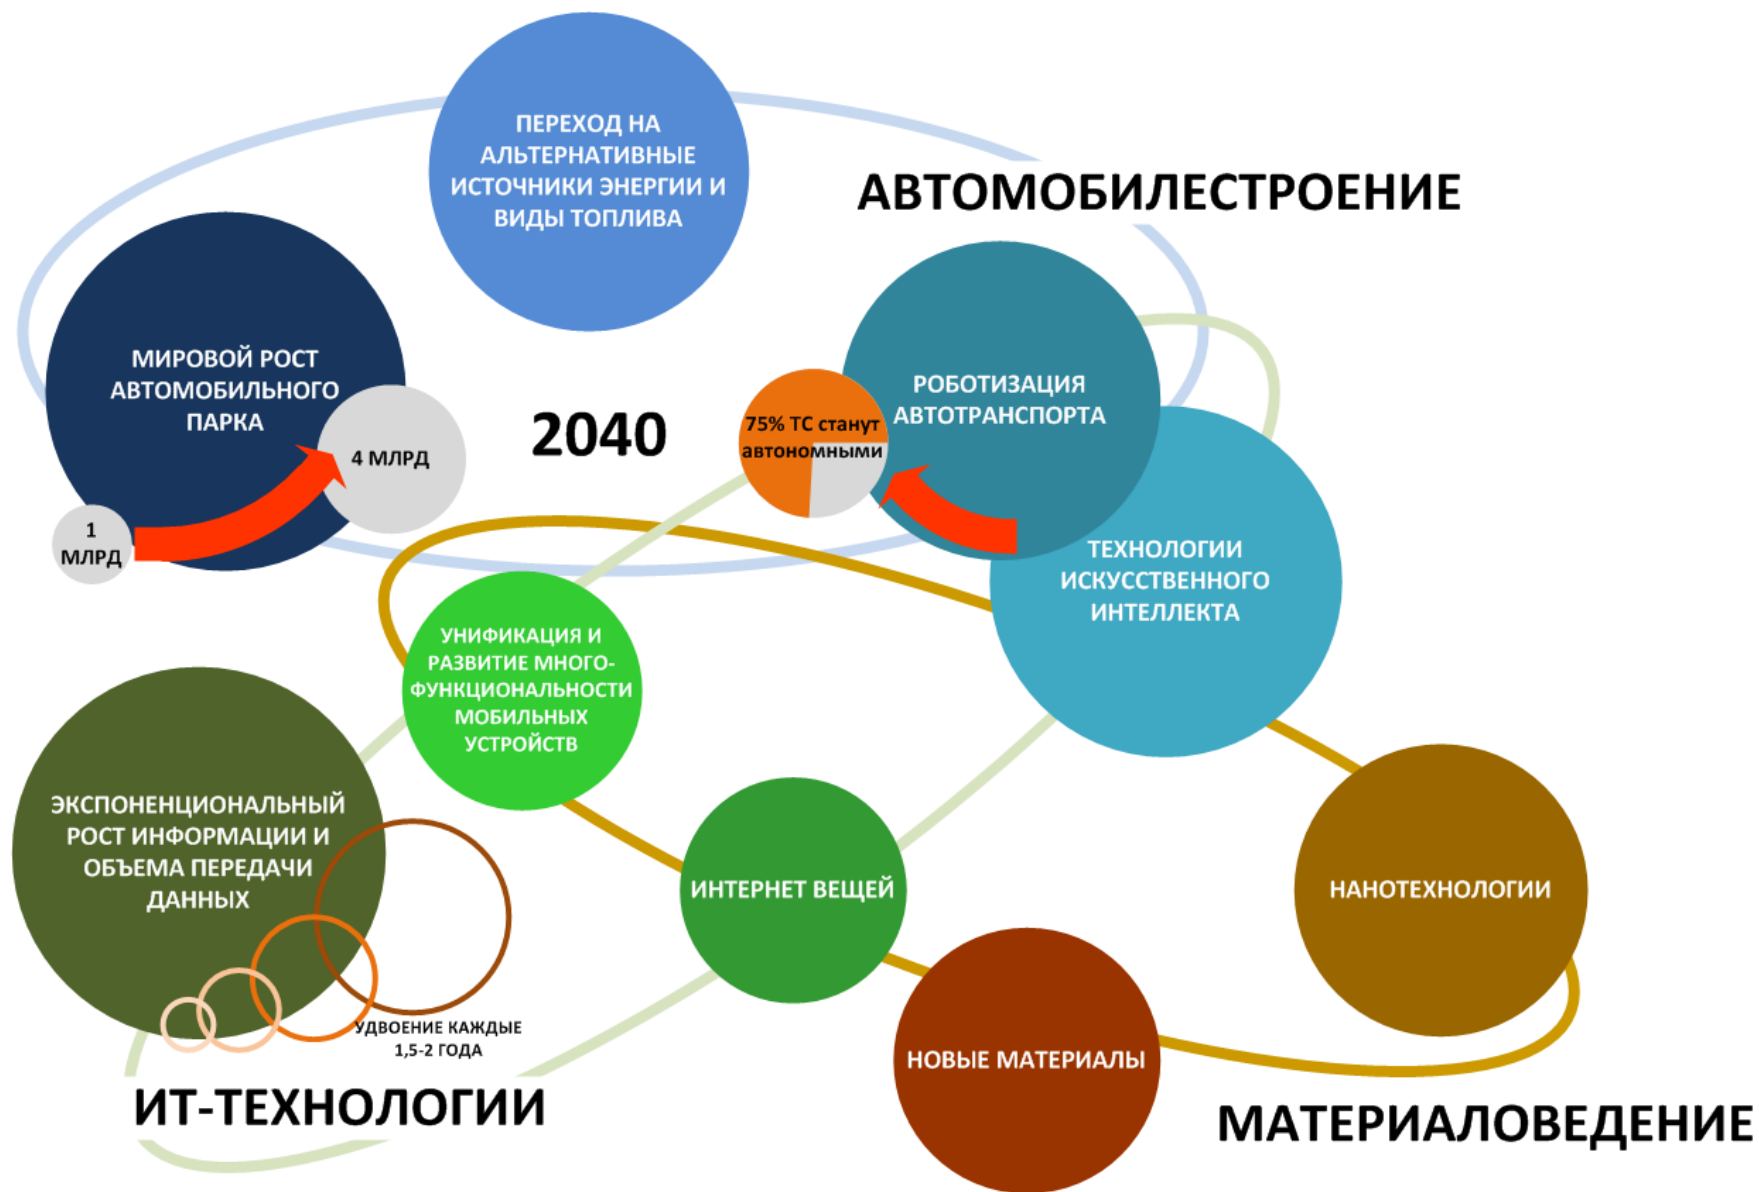 ПЕРЕХОД НА
АЛЬТЕРНАТИВНЫЕ
ИСТОЧНИКИ ЭНЕРГИИ И
ВИДЫ ТОПЛИВА
АВТОМОБИЛЕСТРОЕНИЕ
МИРОВОЙ РОСТ
АВТОМОБИЛЬНОГО
ПАРКА
4 МЛРД
1
МЛРД
2040
75% ТС станут
автономными
РОБОТИЗАЦИЯ
АВТОТРАНСПОРТА
ТЕХНОЛОГИИ
ИСКУССТВЕННОГО
ИНТЕЛЛЕКТА
УНИФИКАЦИЯ И
РАЗВИТИЕ МНОГО-
ФУНКЦИОНАЛЬНОСТИ
МОБИЛЬНЫХ
УСТРОЙСТВ
ЭКСПОНЕНЦИОНАЛЬНЫЙ
РОСТ ИНФОРМАЦИИ И
ОБЪЕМА ПЕРЕДАЧИ
ДАННЫХ
УДВОЕНИЕ КАЖДЫЕ
1,5-2 ГОДА
ИНТЕРНЕТ ВЕЩЕЙ
НАНОТЕХНОЛОГИИ
НОВЫЕ МАТЕРИАЛЫ
ИТ-ТЕХНОЛОГИИ
МАТЕРИАЛОВЕДЕНИЕ